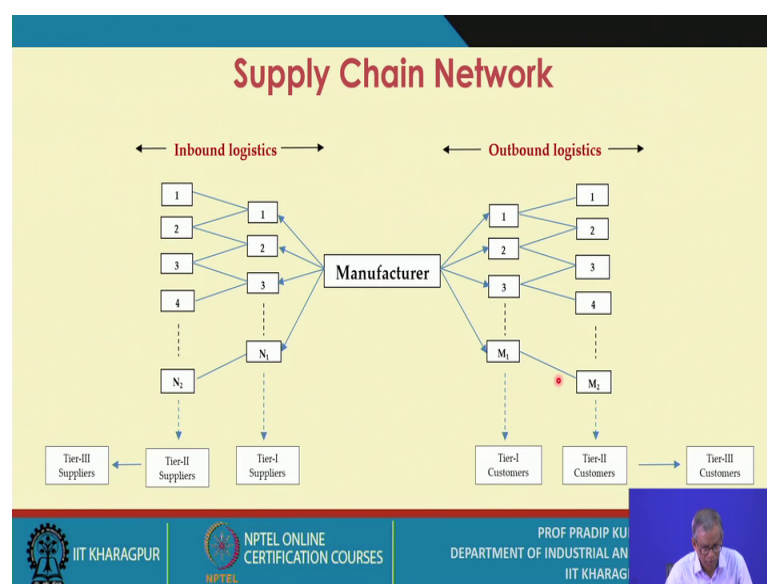 Supply Chain Network
Inbound logistics
Outbound logistics
1
2
3
4
N₂
1
2
3
N₁
Manufacturer
1
2
3
M₁
1
2
3
4
M₂
Tier-III
Suppliers
Tier-II
Suppliers
Tier-I
Suppliers
Tier-I
Customers
Tier-II
Customers
Tier-III
Customers
IIT KHARAGPUR
NPTEL
NPTEL ONLINE
CERTIFICATION COURSES
PROF PRADIP KU
DEPARTMENT OF INDUSTRIAL AN
IIT KHARAG